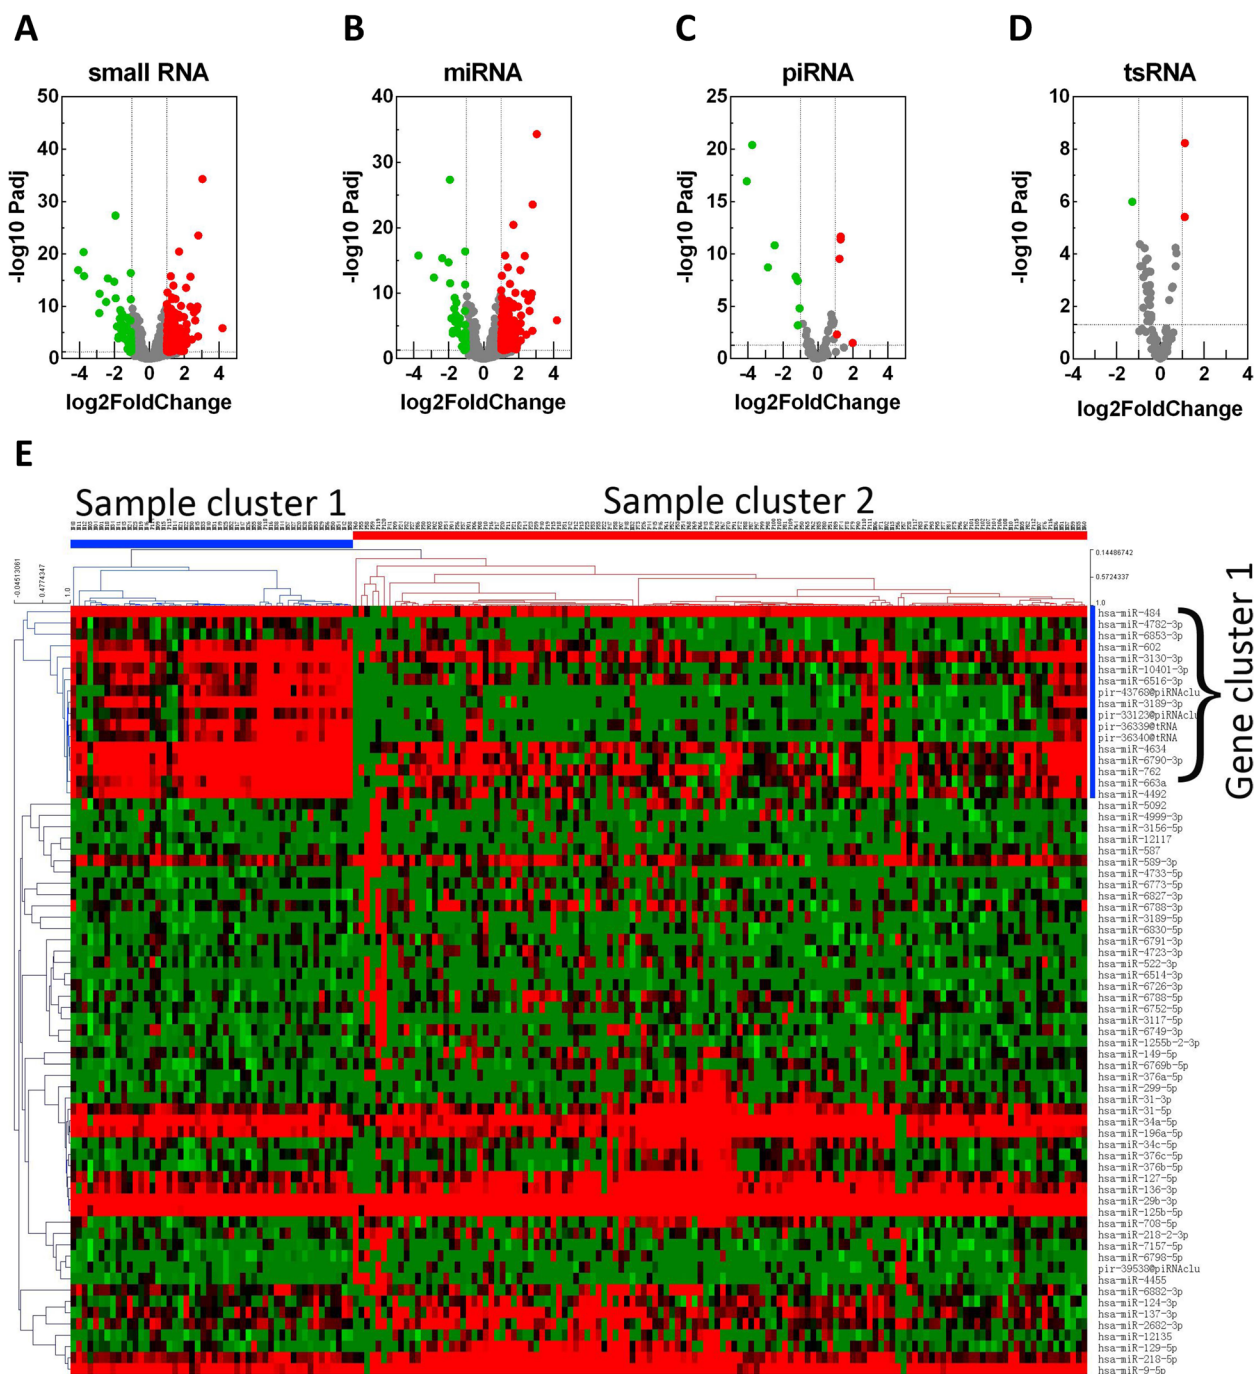 A
B
C
D
small RNA
miRNA
piRNA
tsRNA
-log10 Padj
50
40
30
20
10
0
-4 -2 0 2 4
log2FoldChange
-log10 Padj
40
30
20
10
0
-4 -2 0 2 4
log2FoldChange
-log10 Padj
25
20
15
10
5
0
-4 -2 0 2 4
log2FoldChange
-log10 Padj
10
8
6
4
2
0
-4 -2 0 2 4
log2FoldChange
E
Sample cluster 1
Sample cluster 2
-0.04513061
0.4774347
1.0
0.14486742
0.5724337
1.0
Gene cluster 1
hsa-miR-484
hsa-miR-4782-3p
hsa-miR-6853-3p
hsa-miR-602
hsa-miR-3130-3p
hsa-miR-10401-3p
hsa-miR-6516-3p
pir-43768@piRNAclu
hsa-miR-3189-3p
pir-33123@piRNAclu
pir-36339@tRNA
pir-36340@tRNA
hsa-miR-4634
hsa-miR-6790-3p
hsa-miR-762
hsa-miR-663a
hsa-miR-4492
hsa-miR-5092
hsa-miR-4999-3p
hsa-miR-3156-5p
hsa-miR-12117
hsa-miR-587
hsa-miR-589-3p
hsa-miR-4733-5p
hsa-miR-6773-5p
hsa-miR-6827-3p
hsa-miR-6788-3p
hsa-miR-3189-5p
hsa-miR-6830-5p
hsa-miR-6791-3p
hsa-miR-4723-3p
hsa-miR-522-3p
hsa-miR-6514-3p
hsa-miR-6726-3p
hsa-miR-6788-5p
hsa-miR-6752-5p
hsa-miR-3117-5p
hsa-miR-6749-3p
hsa-miR-1255b-2-3p
hsa-miR-149-5p
hsa-miR-6769b-5p
hsa-miR-376a-5p
hsa-miR-299-5p
hsa-miR-31-3p
hsa-miR-31-5p
hsa-miR-34a-5p
hsa-miR-196a-5p
hsa-miR-34c-5p
hsa-miR-376c-5p
hsa-miR-376b-5p
hsa-miR-127-5p
hsa-miR-136-3p
hsa-miR-29b-3p
hsa-miR-125b-5p
hsa-miR-708-5p
hsa-miR-218-2-3p
hsa-miR-7157-5p
hsa-miR-6798-5p
pir-39538@piRNAclu
hsa-miR-4455
hsa-miR-6882-3p
hsa-miR-124-3p
hsa-miR-137-3p
hsa-miR-2682-3p
hsa-miR-12135
hsa-miR-129-5p
hsa-miR-218-5p
hsa-miR-9-5p